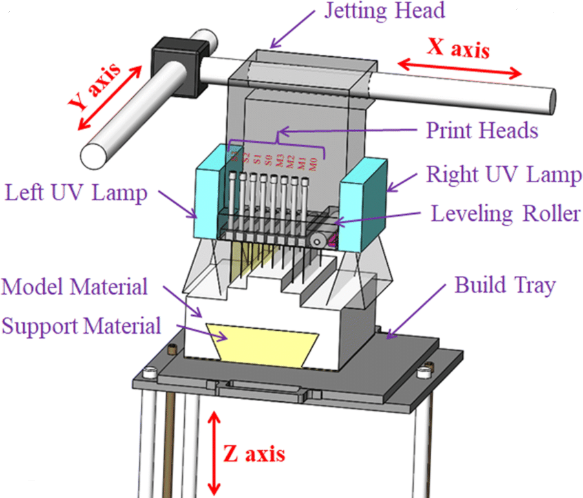 Jetting Head
X axis
Y axis
Print Heads
S3 S2 S1 S0 M3 M2 M1 M0
Left UV Lamp
Right UV Lamp
Leveling Roller
Model Material
Support Material
Build Tray
Z axis